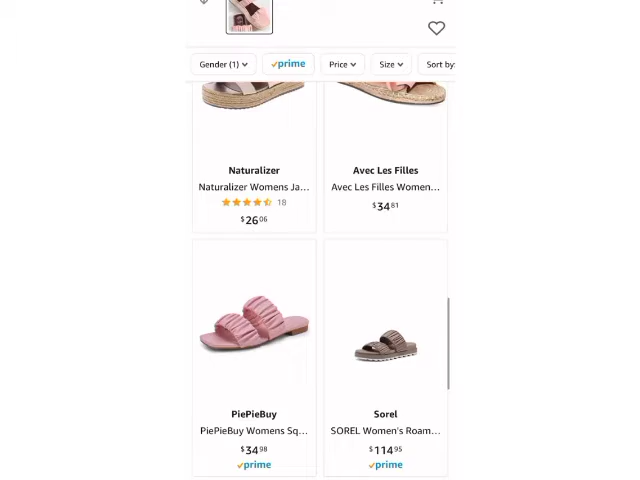 Gender (1)
prime
Price
Size
Sort by:
Naturalizer
Avec Les Filles
Naturalizer Womens Ja...
Avec Les Filles Women...
18
$34 81
$26 06
PiePieBuy
Sorel
PiePieBuy Womens Sq...
SOREL Women's Roam...
$34 98
$114 95
prime
prime